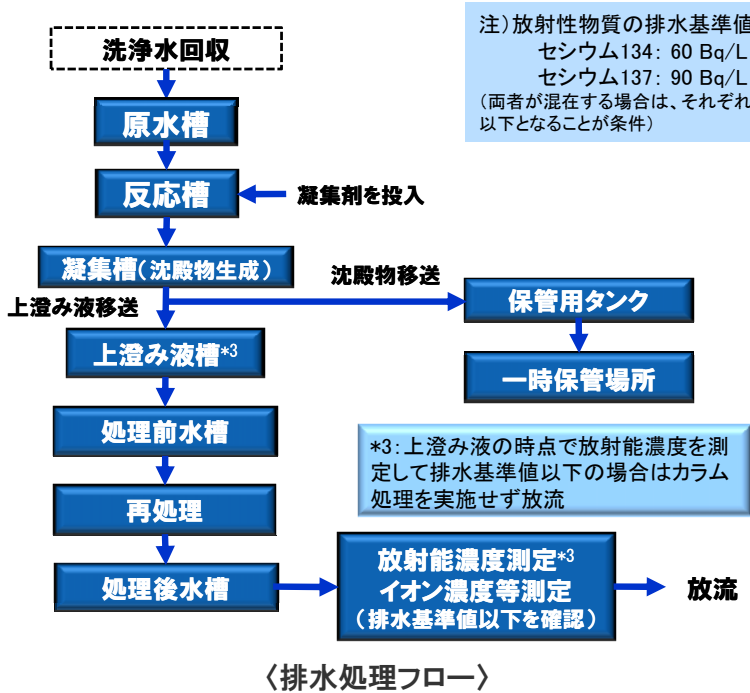 洗浄水回収
注）放射性物質の排水基準値
セシウム134: 60 Bq/L
セシウム137: 90 Bq/L
（両者が混在する場合は、それぞれ
以下となることが条件）
原水槽
反応槽
凝集剤を投入
凝集槽（沈殿物生成）
沈殿物移送
上澄み液移送
保管用タンク
上澄み液槽*3
一時保管場所
処理前水槽
*3：上澄み液の時点で放射能濃度を測
定して排水基準値以下の場合はカラム
処理を実施せず放流
再処理
処理後水槽
放射能濃度測定*3
イオン濃度等測定
（排水基準値以下を確認）
放流
〈排水処理フロー〉